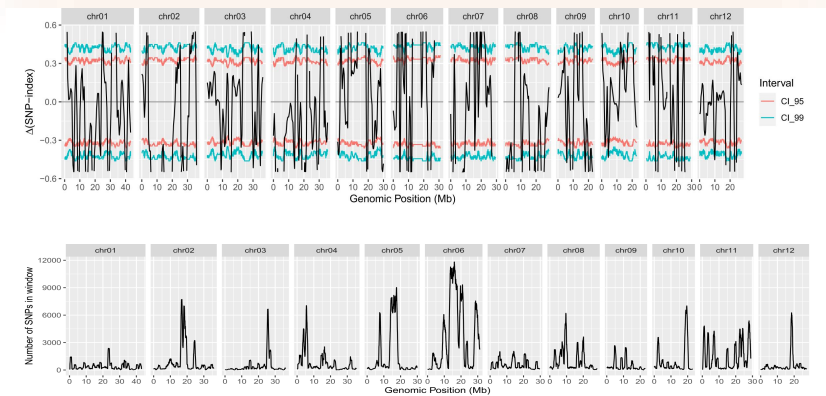 chr01 chr02 chr03 chr04 chr05 chr06 chr07 chr08 chr09 chr10 chr11 chr12
0.6
0.3
0.0
−0.3
−0.6
Δ(SNP−index)
0 10 20 30 40 0 10 20 30 0 10 20 30 0 10 20 30 0 10 20 30 0 10 20 30 0 10 20 30 0 10 20 0 10 20 0 10 20 0 10 20 30 0 10 20
Genomic Position (Mb)
Interval
CI_95
CI_99
chr01 chr02 chr03 chr04 chr05 chr06 chr07 chr08 chr09 chr10 chr11 chr12
12000
9000
6000
3000
0
Number of SNPs in window
0 10 20 30 40 0 10 20 30 0 10 20 30 0 10 20 30 0 10 20 30 0 10 20 30 0 10 20 30 0 10 20 0 10 20 0 10 20 0 10 20 30 0 10 20
Genomic Position (Mb)